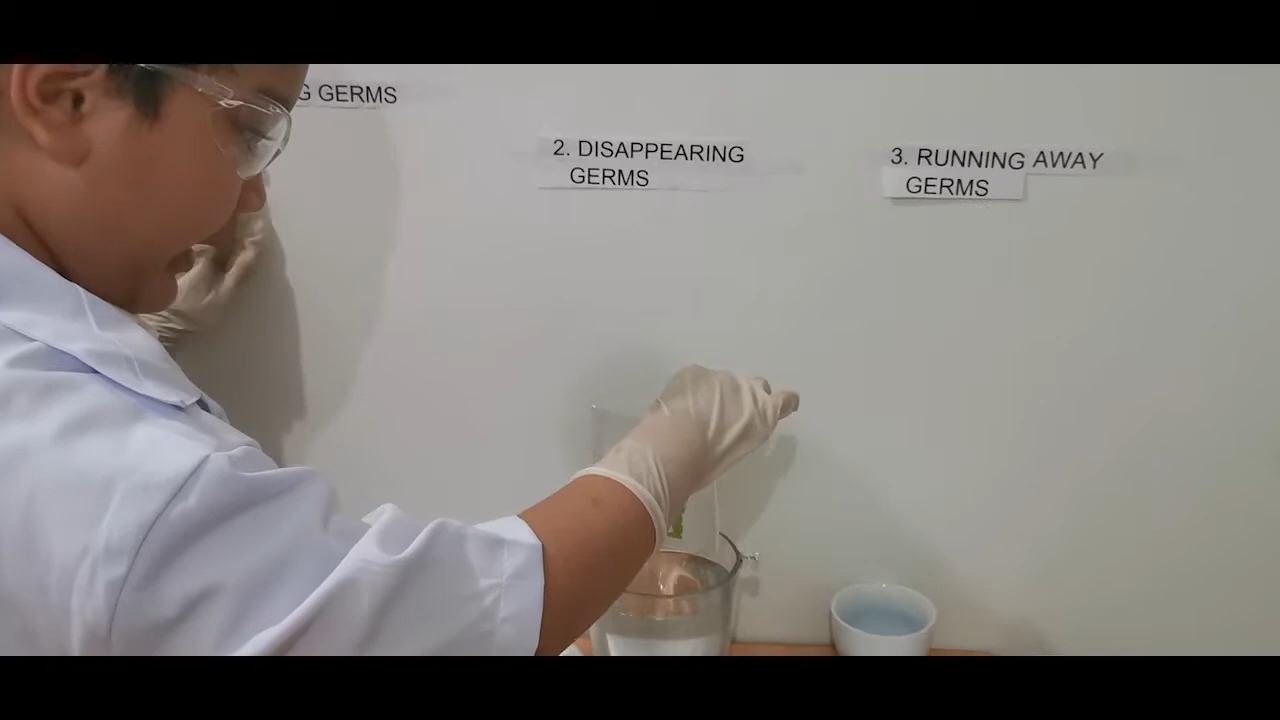 G GERMS
2. DISAPPEARING
GERMS
3. RUNNING AWAY
GERMS